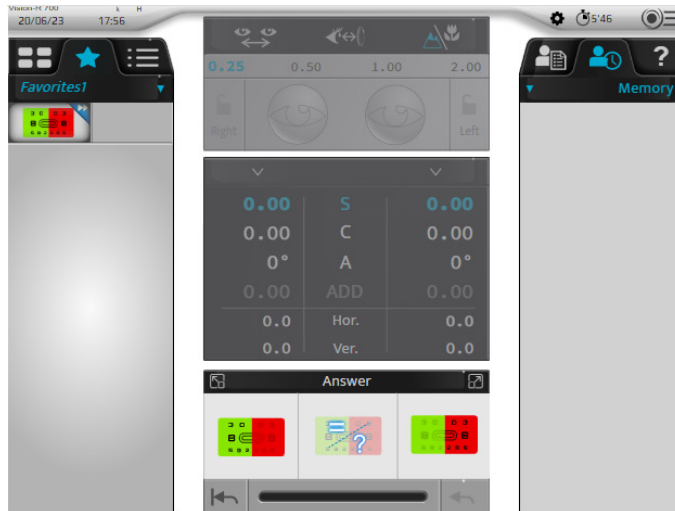 Vision-R 700
20/06/23 17:56
5'46
?
Favorites1
Memory
0.25 0.50 1.00 2.00
Right
Left
0.00 S 0.00
0.00 C 0.00
0° A 0°
0.00 ADD 0.00
0.0 Hor. 0.0
0.0 Ver. 0.0
Answer
?